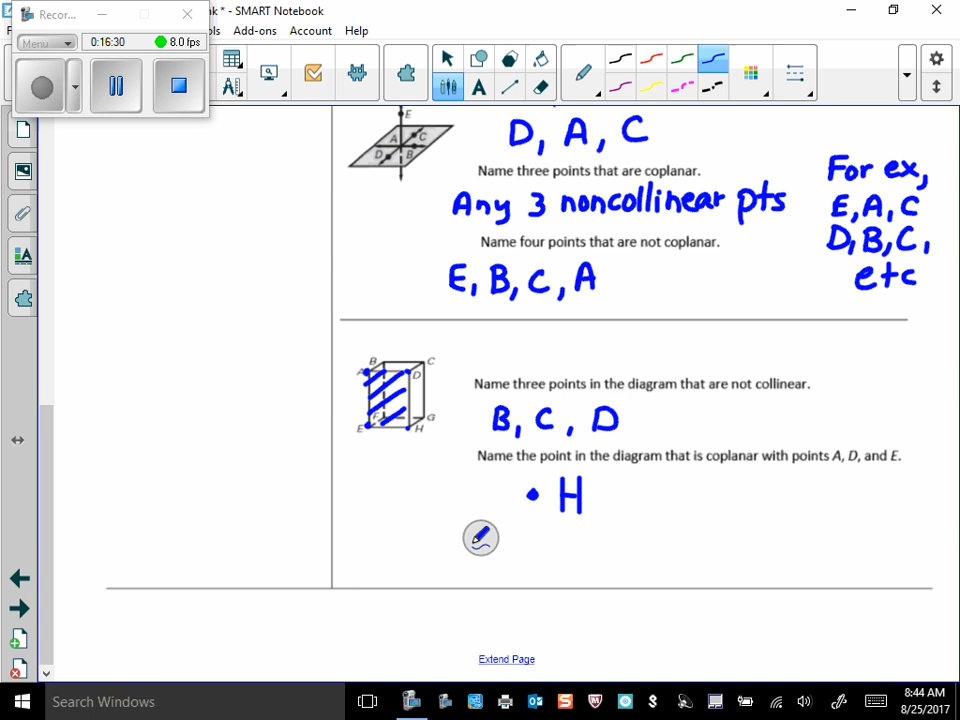 Recor...
nk * - SMART Notebook
ols Add-ons Account Help
Menu 0:16:30 8.0 fps
E
A C
D B
D, A, C
Name three points that are coplanar.
Any 3 noncollinear pts
For ex,
E, A, C
D, B, C,
etc
Name four points that are not coplanar.
E, B, C, A
B C
A D
F G
E H
Name three points in the diagram that are not collinear.
B, C, D
Name the point in the diagram that is coplanar with points A, D, and E.
• H
Extend Page
Search Windows
8:44 AM
8/25/2017